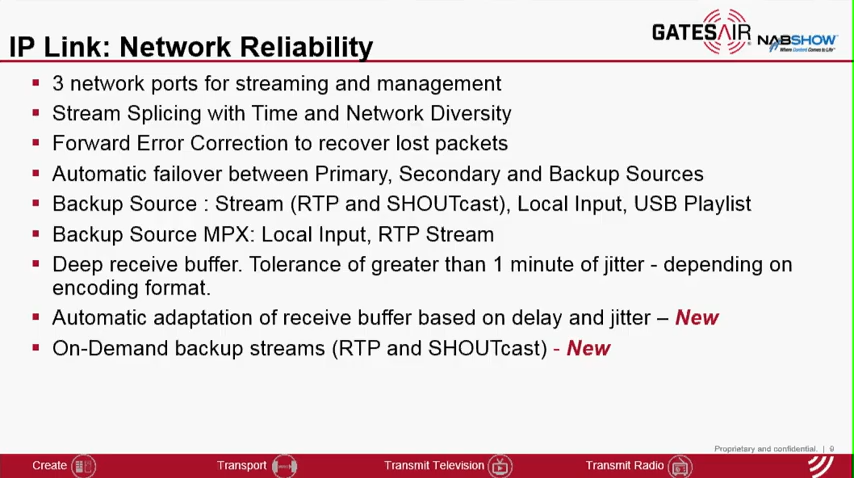 IP Link: Network Reliability
GATESAIR
NABSHOW
Where Content Comes to Life
3 network ports for streaming and management
Stream Splicing with Time and Network Diversity
Forward Error Correction to recover lost packets
Automatic failover between Primary, Secondary and Backup Sources
Backup Source : Stream (RTP and SHOUTcast), Local Input, USB Playlist
Backup Source MPX: Local Input, RTP Stream
Deep receive buffer. Tolerance of greater than 1 minute of jitter - depending on
encoding format.
Automatic adaptation of receive buffer based on delay and jitter – New
On-Demand backup streams (RTP and SHOUTcast) - New
Proprietary and confidential. | 9
Create Transport Transmit Television Transmit Radio